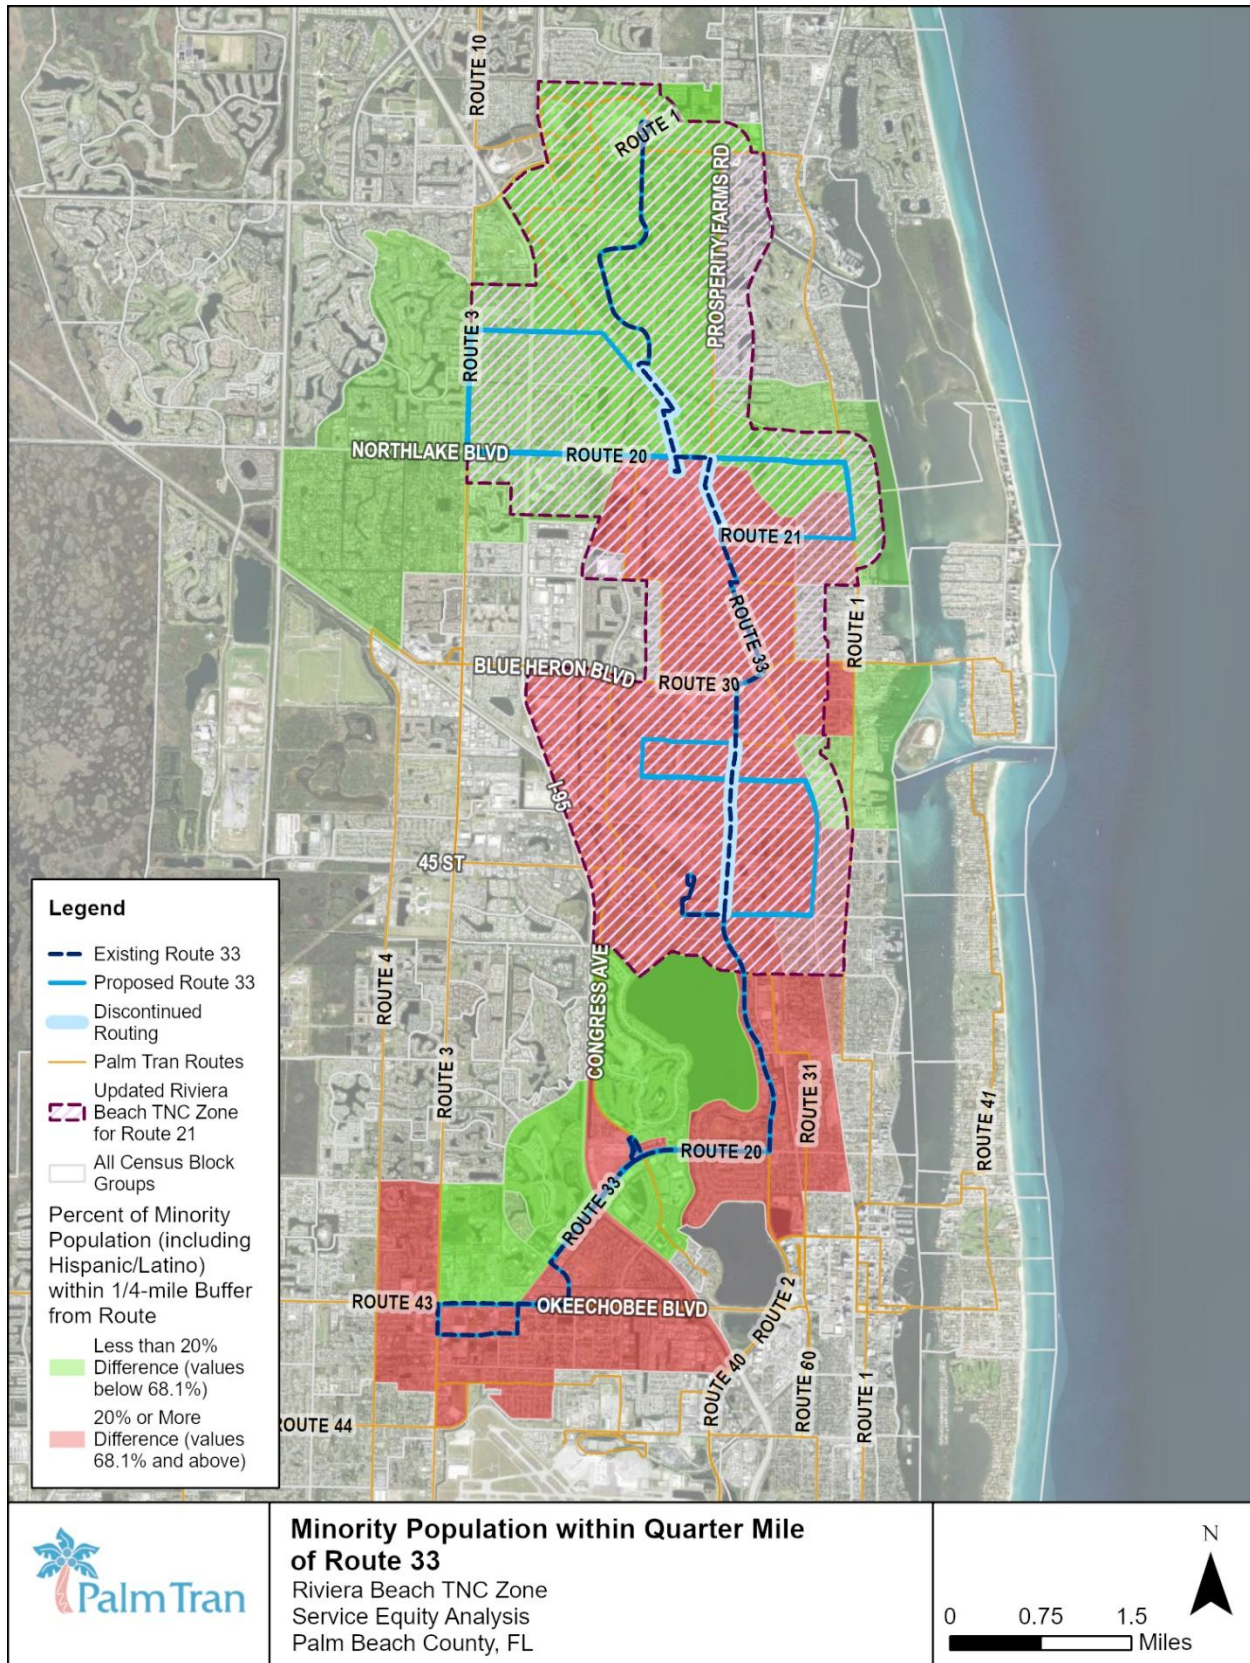 ROUTE 10
ROUTE 1
PROSPERITY FARMS RD
ROUTE 3
NORTHLAKE BLVD
ROUTE 20
ROUTE 21
ROUTE 33
ROUTE 1
BLUE HERON BLVD
ROUTE 30
I-95
45 ST
CONGRESS AVE
ROUTE 4
ROUTE 3
ROUTE 31
ROUTE 41
ROUTE 20
ROUTE 33
ROUTE 43
OKEECHOBEE BLVD
ROUTE 2
ROUTE 40
ROUTE 60
ROUTE 1
ROUTE 44
Legend
Existing Route 33
Proposed Route 33
Discontinued
Routing
Palm Tran Routes
Updated Riviera
Beach TNC Zone
for Route 21
All Census Block
Groups
Percent of Minority
Population (including
Hispanic/Latino)
within 1/4-mile Buffer
from Route
Less than 20%
Difference (values
below 68.1%)
20% or More
Difference (values
68.1% and above)
Palm Tran
Minority Population within Quarter Mile
of Route 33
Riviera Beach TNC Zone
Service Equity Analysis
Palm Beach County, FL
N
0 0.75 1.5
Miles